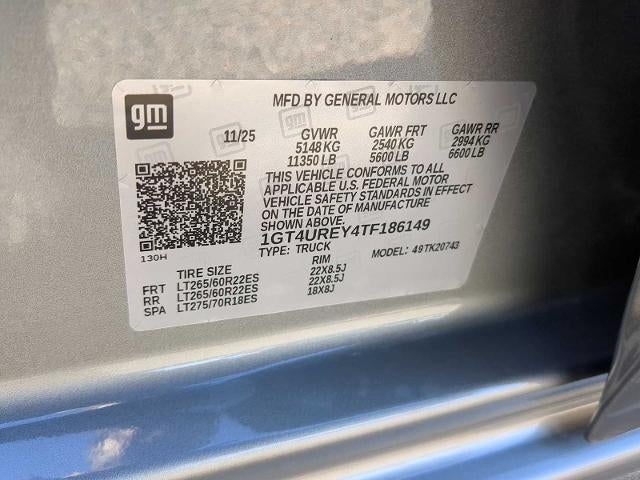 gm
MFD BY GENERAL MOTORS LLC
11/25 GVWR GAWR FRT GAWR RR
5148 KG 2540 KG 2994 KG
11350 LB 5600 LB 6600 LB
THIS VEHICLE CONFORMS TO ALL
APPLICABLE U.S. FEDERAL MOTOR
VEHICLE SAFETY STANDARDS IN EFFECT
ON THE DATE OF MANUFACTURE
SHOWN ABOVE.
1GT4UREY4TF186149
TYPE: TRUCK MODEL: 49TK20743
130H
TIRE SIZE RIM
FRT LT265/60R22ES 22X8.5J
RR LT265/60R22ES 22X8.5J
SPA LT275/70R18ES 18X8J